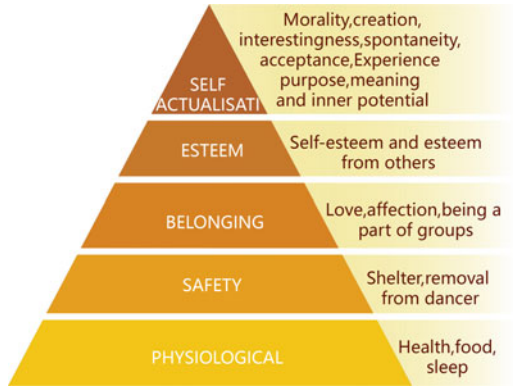 Morality,creation,
interestingness,spontaneity,
acceptance,Experience
purpose,meaning
and inner potential
SELF
ACTUALISATI
ESTEEM
Self-esteem and esteem
from others
BELONGING
Love,affection,being a
part of groups
SAFETY
Shelter,removal
from dancer
PHYSIOLOGICAL
Health,food,
sleep